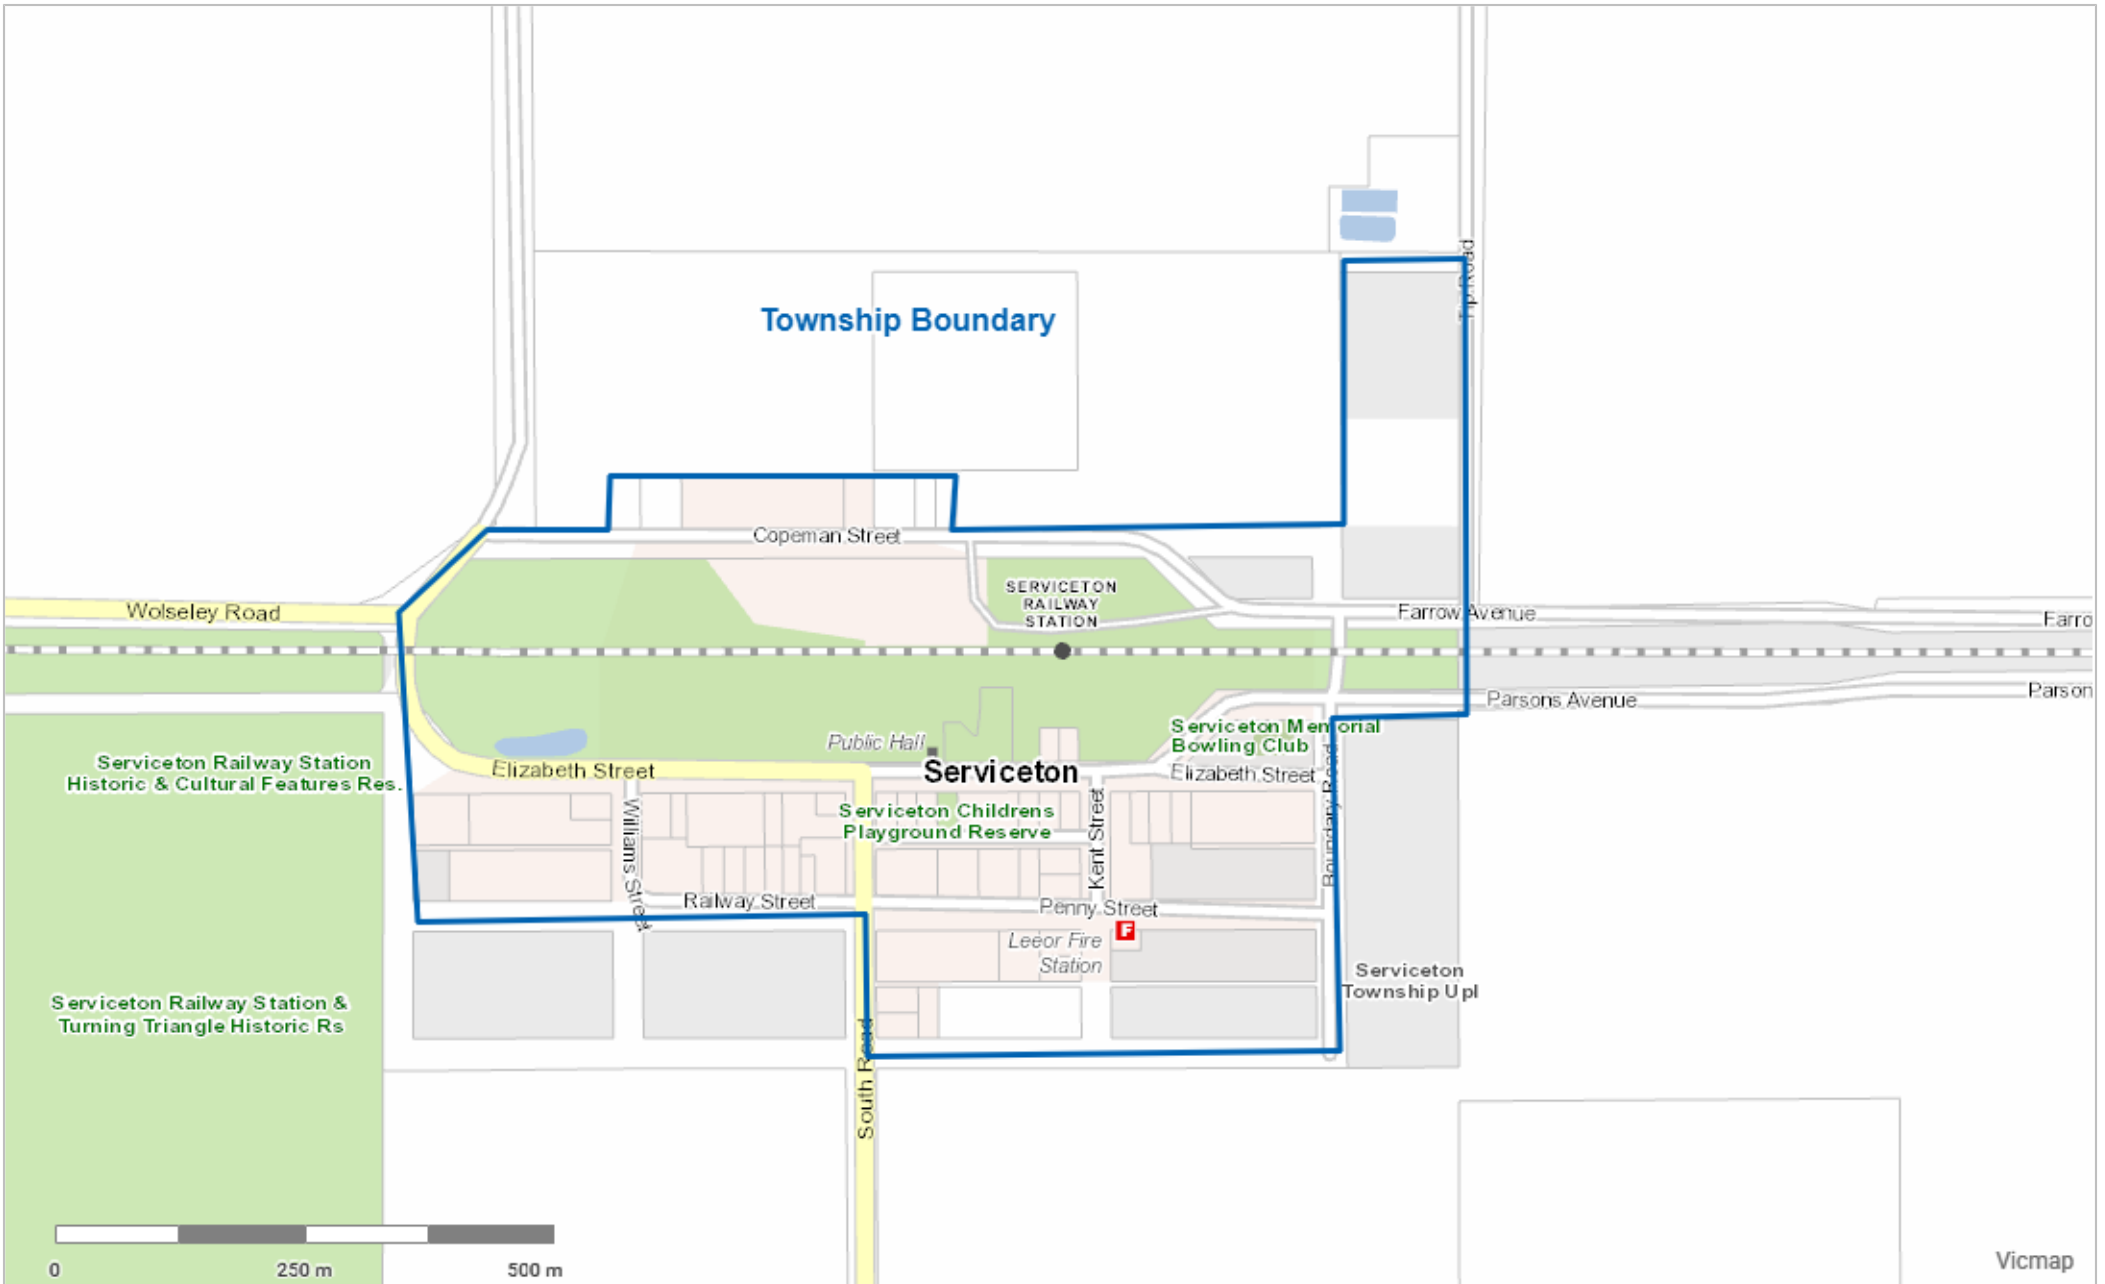 Tip Road
Township Boundary
Copeman Street
SERVICETON
RAILWAY
STATION
Wolseley Road
Farrow Avenue
Farro
Parsons Avenue
Parson
Serviceton Memorial
Bowling Club
Public Hall
Serviceton Railway Station
Historic & Cultural Features Res.
Elizabeth Street
Serviceton
Elizabeth Street
Boundary Road
Williams Street
Serviceton Childrens
Playground Reserve
Kent Street
Railway Street
Penny Street
F
Leeor Fire
Station
Serviceton
Township Upl
Serviceton Railway Station &
Turning Triangle Historic Rs
South Road
0
250 m
500 m
Vicmap